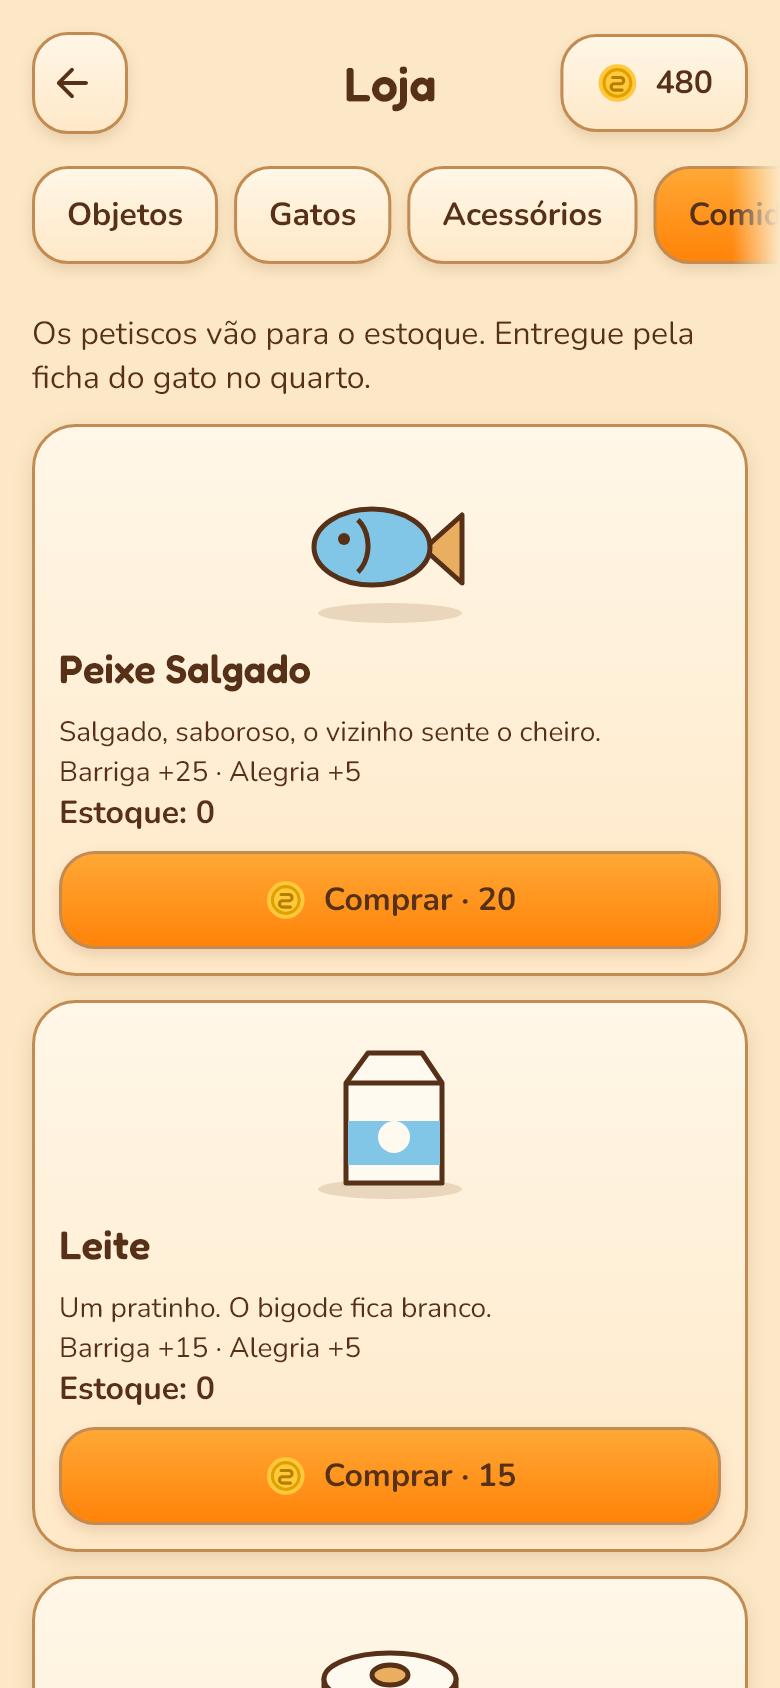 Loja
480
Objetos
Gatos
Acessórios
Os petiscos vão para o estoque. Entregue pela
ficha do gato no quarto.
Peixe Salgado
Salgado, saboroso, o vizinho sente o cheiro.
Barriga +25 · Alegria +5
Estoque: 0
Comprar · 20
Leite
Um pratinho. O bigode fica branco.
Barriga +15 · Alegria +5
Estoque: 0
Comprar · 15